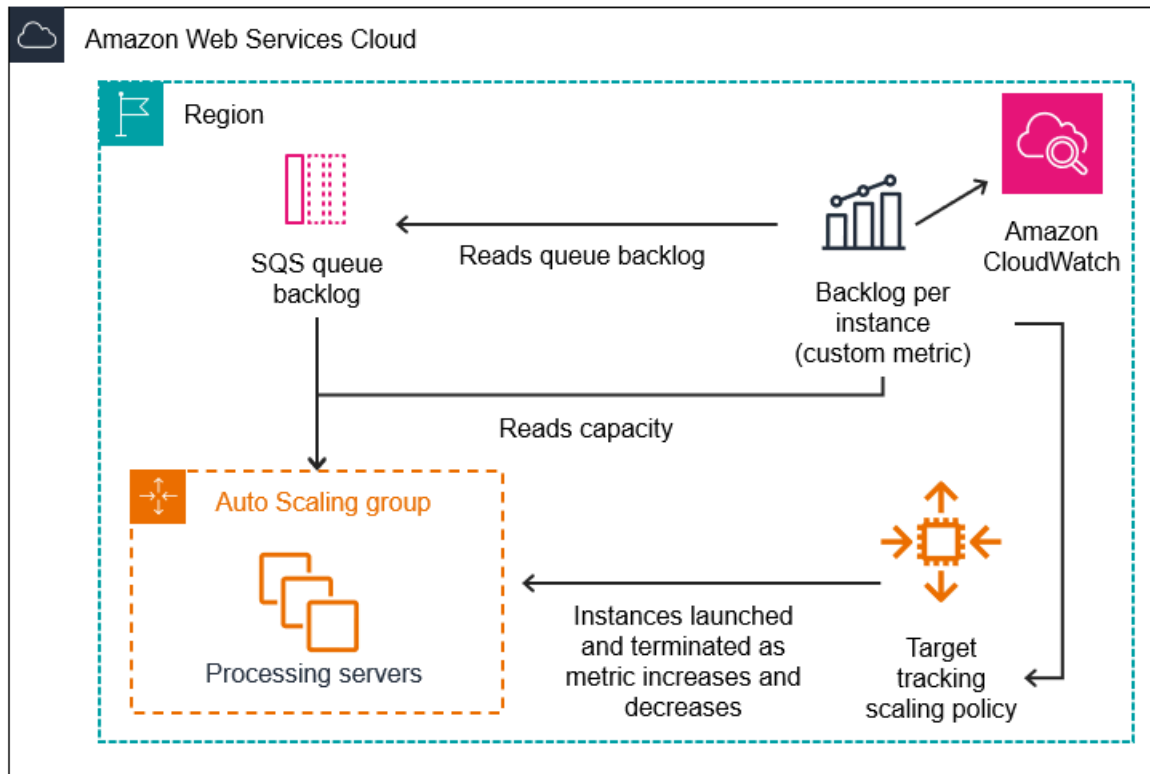 Amazon Web Services Cloud
Region
Reads queue backlog
SQS queue
backlog
Amazon
CloudWatch
Backlog per
instance
(custom metric)
Reads capacity
Auto Scaling group
Processing servers
Instances launched
and terminated as
metric increases and
decreases
Target
tracking
scaling policy